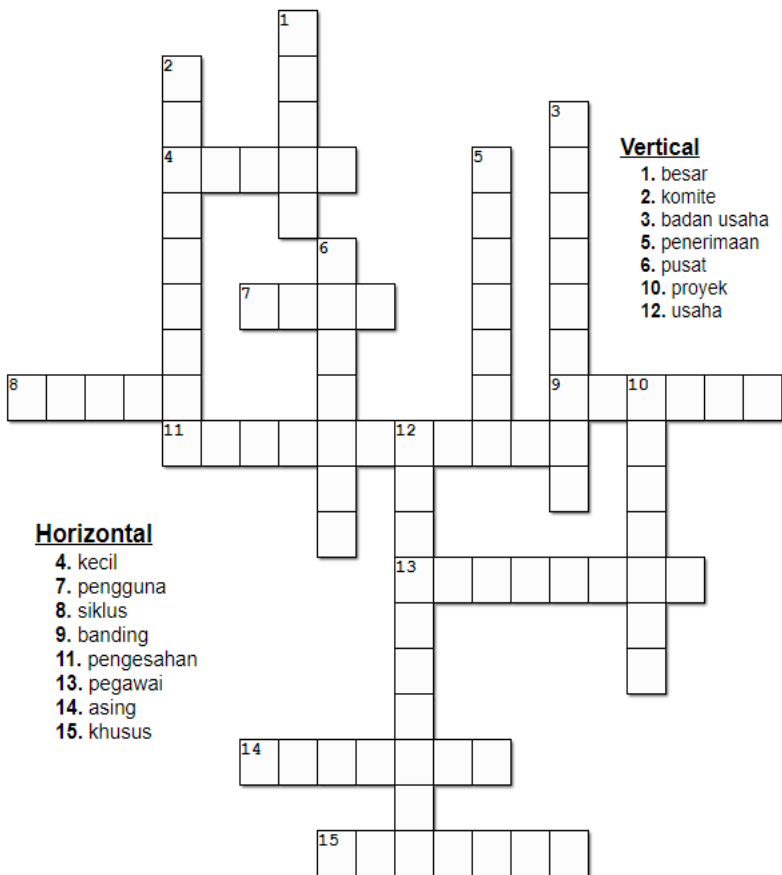 1
2
3
Vertical
1. besar
2. komite
3. badan usaha
5. penerimaan
6. pusat
10. proyek
12. usaha
4
5
6
7
8
9
10
11
12
Horizontal
4. kecil
7. pengguna
8. siklus
9. banding
11. pengesahan
13. pegawai
14. asing
15. khusus
13
14
15